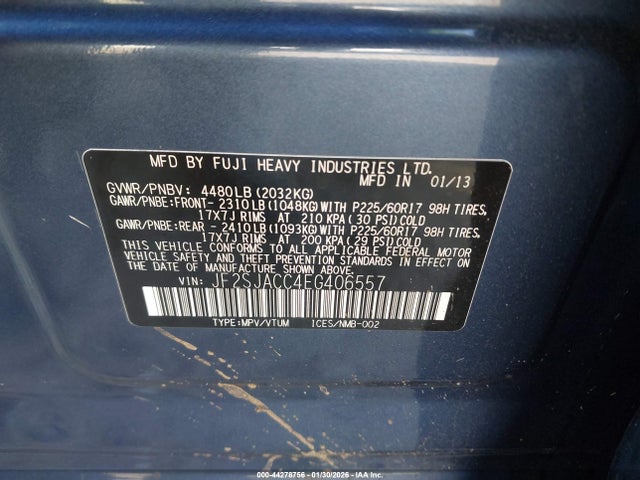 MFD BY FUJI HEAVY INDUSTRIES LTD.
MFD IN 01/13
GVWR/PNBV: 4480LB(2032KG)
GAWR/PNBE:FRONT- 2310LB(1048KG)WITH P225/60R17 98H TIRES,
17X7J RIMS AT 210 KPA(30 PSI)COLD
GAWR/PNBE:REAR - 2410LB(1093KG)WITH P225/60R17 98H TIRES,
17X7J RIMS AT 200 KPA(29 PSI)COLD
THIS VEHICLE CONFORMS TO ALL APPLICABLE FEDERAL MOTOR
VEHICLE SAFETY, BUMPER, AND THEFT PREVENTION STANDARDS IN EFFECT
ON THE DATE OF MANUFACTURE SHOWN ABOVE.
VIN: JF2SJACC4EG406557
TYPE:MPV/VTUM ICES/NMB-002
000-44278756 - 01/30/2026 - IAA, Inc.